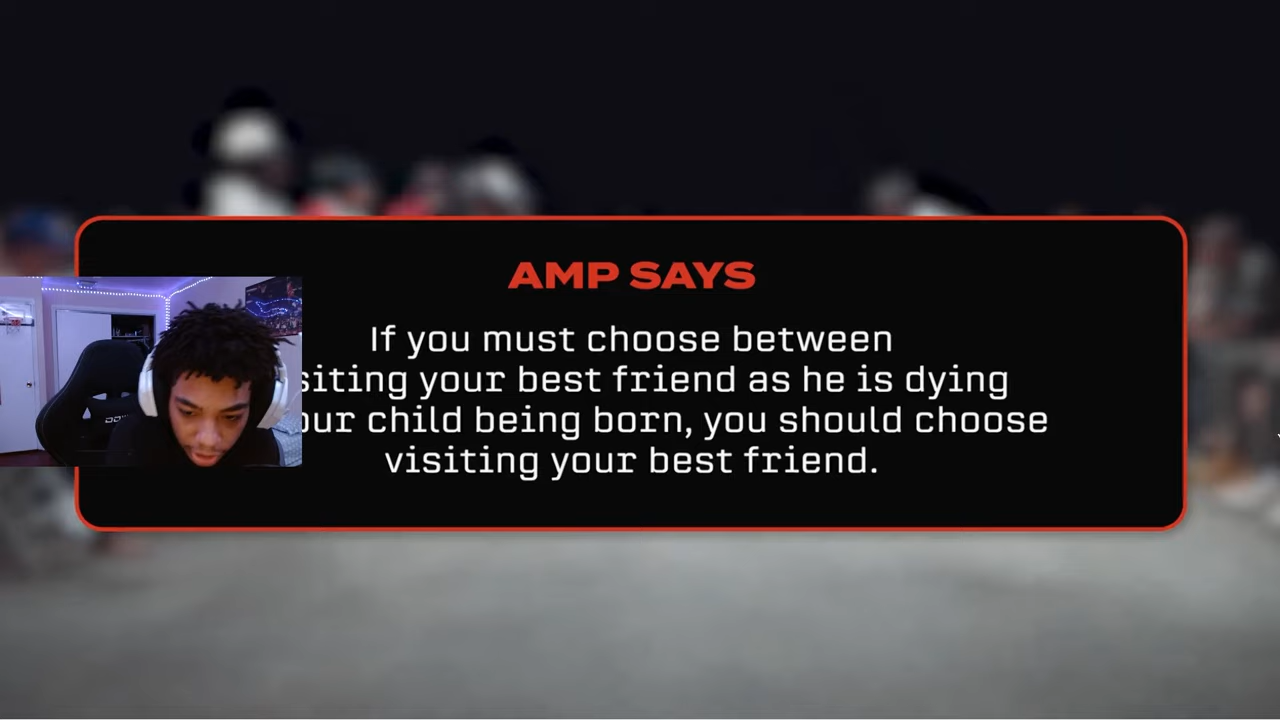 AMP SAYS
If you must choose between
siting your best friend as he is dying
our child being born, you should choose
visiting your best friend.